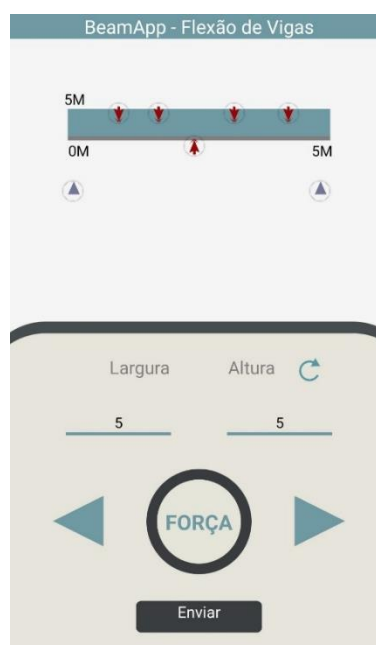 BeamApp - Flexão de Vigas
5M
0M 5M
Largura Altura
5 5
FORÇA
Enviar